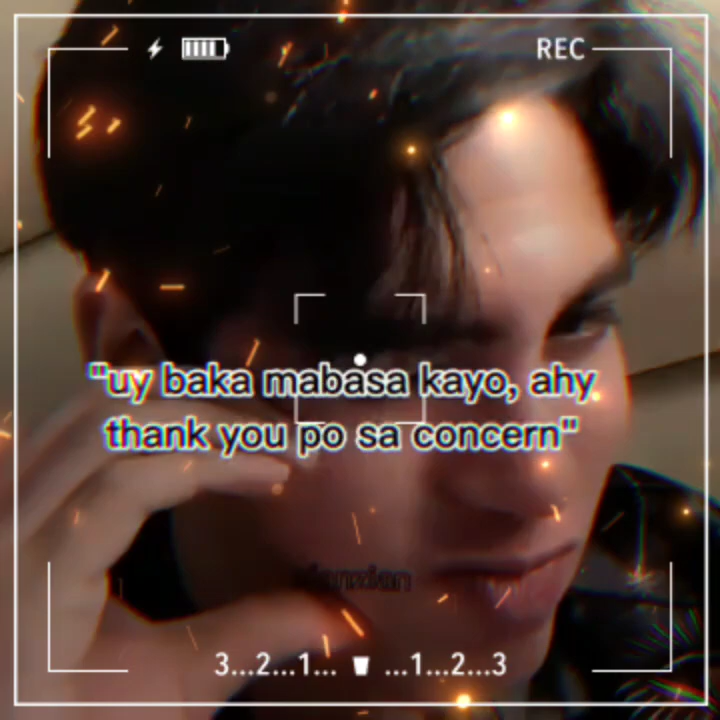 REC
"uy baka mabasa kayo, ahy
thank you po sa concern"
3...2...1... ...1...2...3